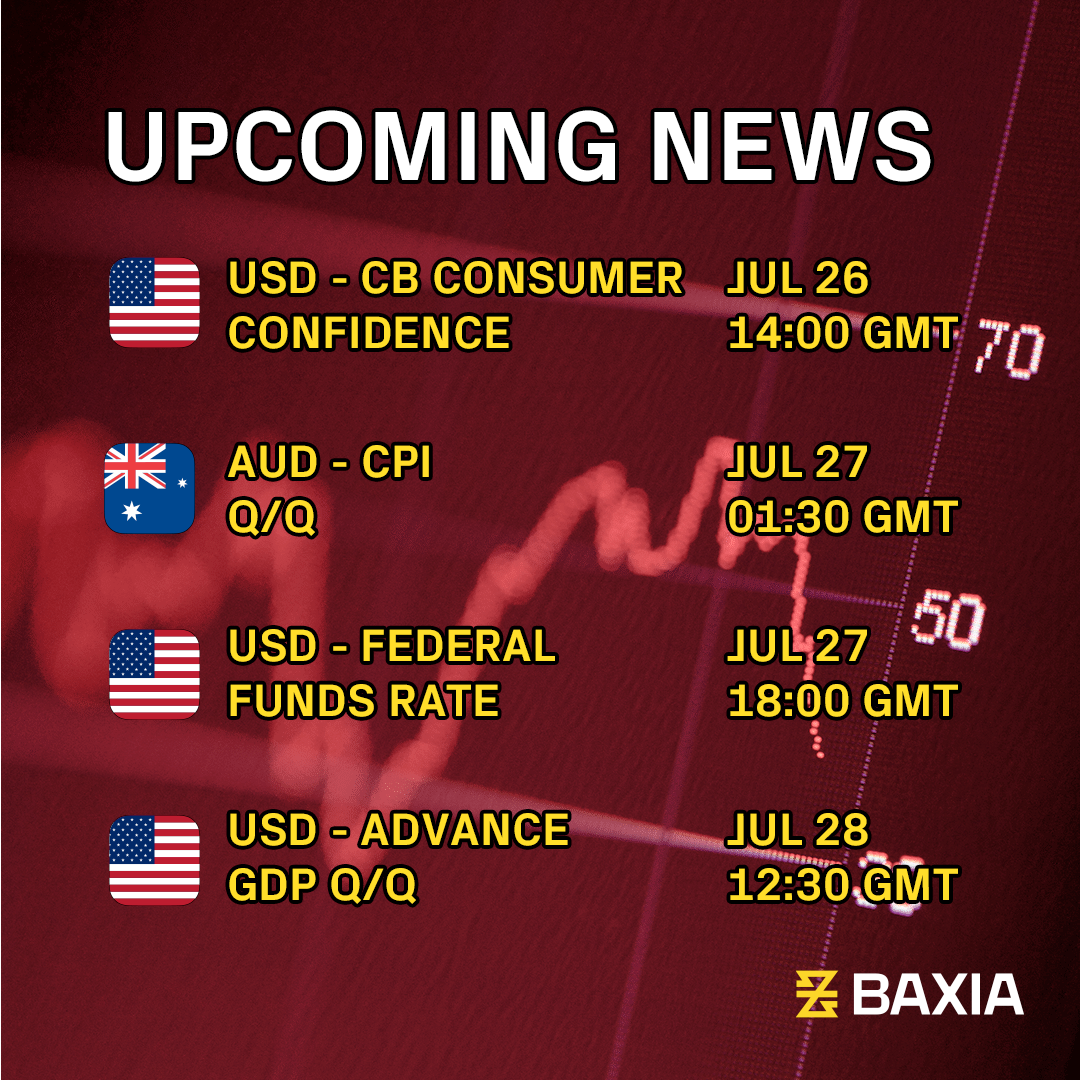 UPCOMING NEWS
USD - CB CONSUMER
CONFIDENCE
JUL 26
14:00 GMT
70
AUD - CPI
Q/Q
JUL 27
01:30 GMT
50
USD - FEDERAL
FUNDS RATE
JUL 27
18:00 GMT
USD - ADVANCE
GDP Q/Q
JUL 28
12:30 GMT
BAXIA